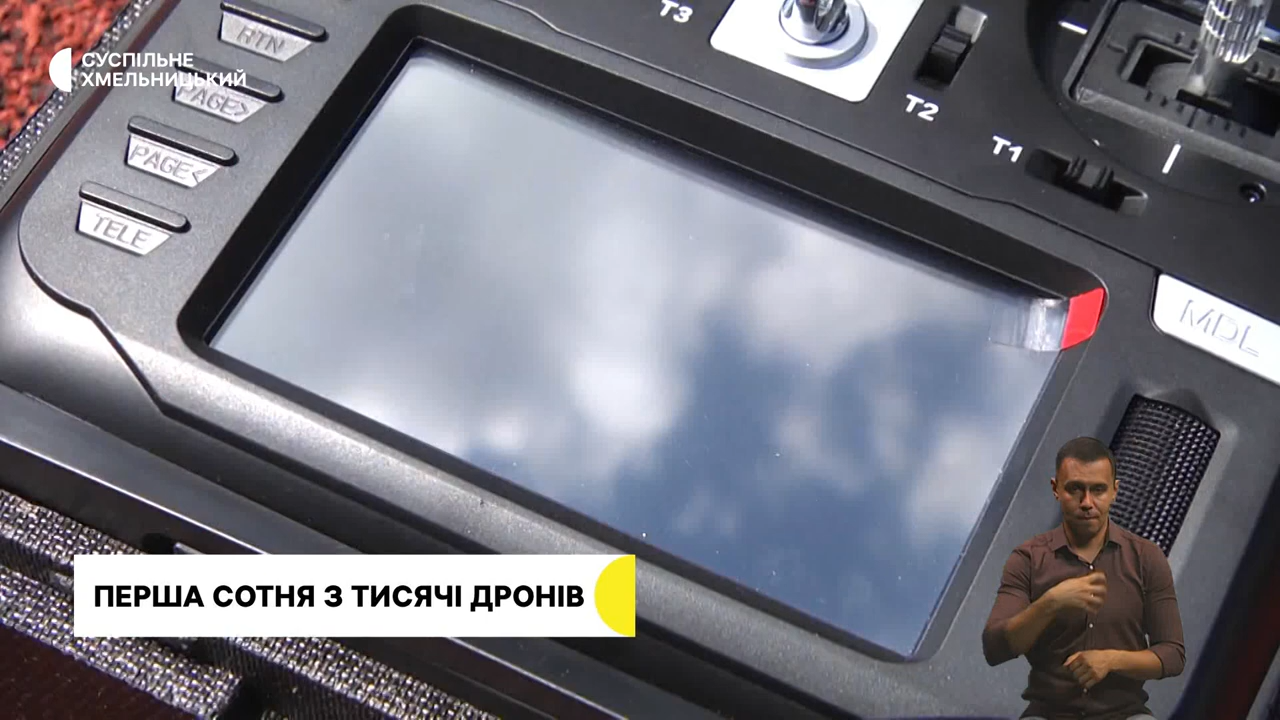 СУСПІЛЬНЕ
ХМЕЛЬНИЦЬКИЙ
RTN
PAGE>
PAGE<
TELE
T3
T2
T1
MDL
ПЕРША СОТНЯ З ТИСЯЧІ ДРОНІВ